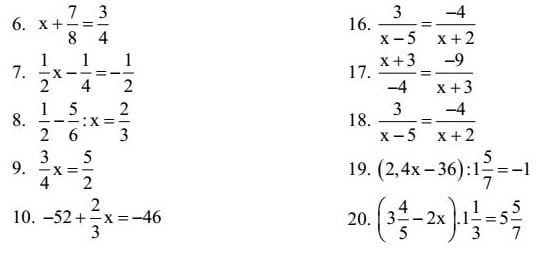 6. x + 7/8 = 3/4
7. 1/2 x − 1/4 = −1/2
8. 1/2 − 5/6 : x = 2/3
9. 3/4 x = 5/2
10. −52 + 2/3 x = −46
16. 3/(x − 5) = −4/(x + 2)
17. (x + 3)/−4 = −9/(x + 3)
18. 3/(x − 5) = −4/(x + 2)
19. (2,4x − 36) : 1 5/7 = −1
20. (3 4/5 − 2x) . 1 1/3 = 5 5/7